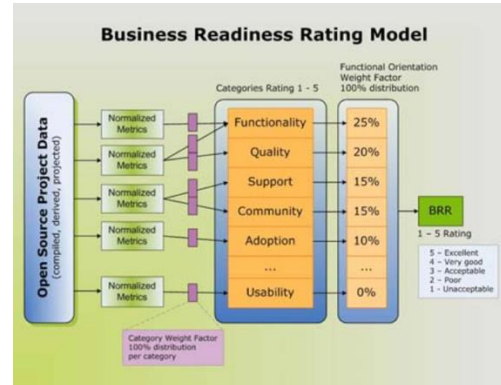 Business Readiness Rating Model
Functional Orientation
Weight Factor
100% distribution
Categories Rating 1 - 5
Open Source Project Data
(compiled, derived, projected)
Normalized
Metrics
Normalized
Metrics
Normalized
Metrics
Normalized
Metrics
Normalized
Metrics
Functionality
25%
Quality
20%
Support
15%
Community
15%
Adoption
10%
...
...
Usability
0%
BRR
1 – 5 Rating
5 – Excellent
4 – Very good
3 – Acceptable
2 – Poor
1 - Unacceptable
Category Weight Factor
100% distribution
per category